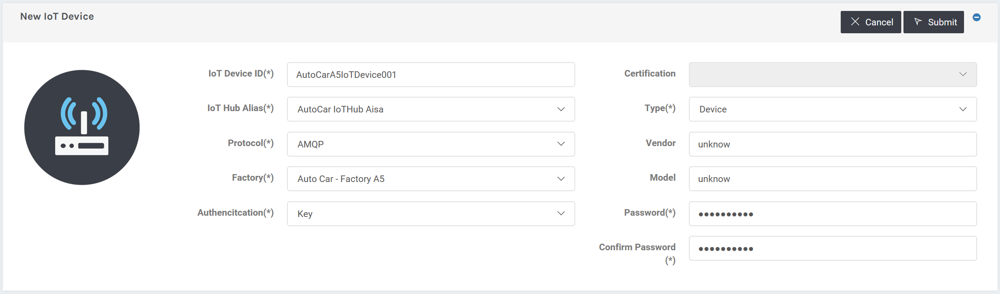 New IoT Device
Cancel
Submit
IoT Device ID(*)
AutoCarA5IoTDevice001
IoT Hub Alias(*)
AutoCar IoTHub Aisa
Protocol(*)
AMQP
Factory(*)
Auto Car - Factory A5
Authencitcation(*)
Key
Certification
Type(*)
Device
Vendor
unknow
Model
unknow
Password(*)
••••••••••
Confirm Password
(*)
••••••••••